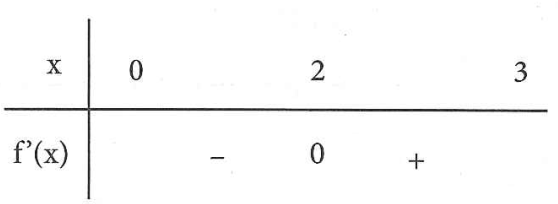 x 0 2 3
f'(x) – 0 +